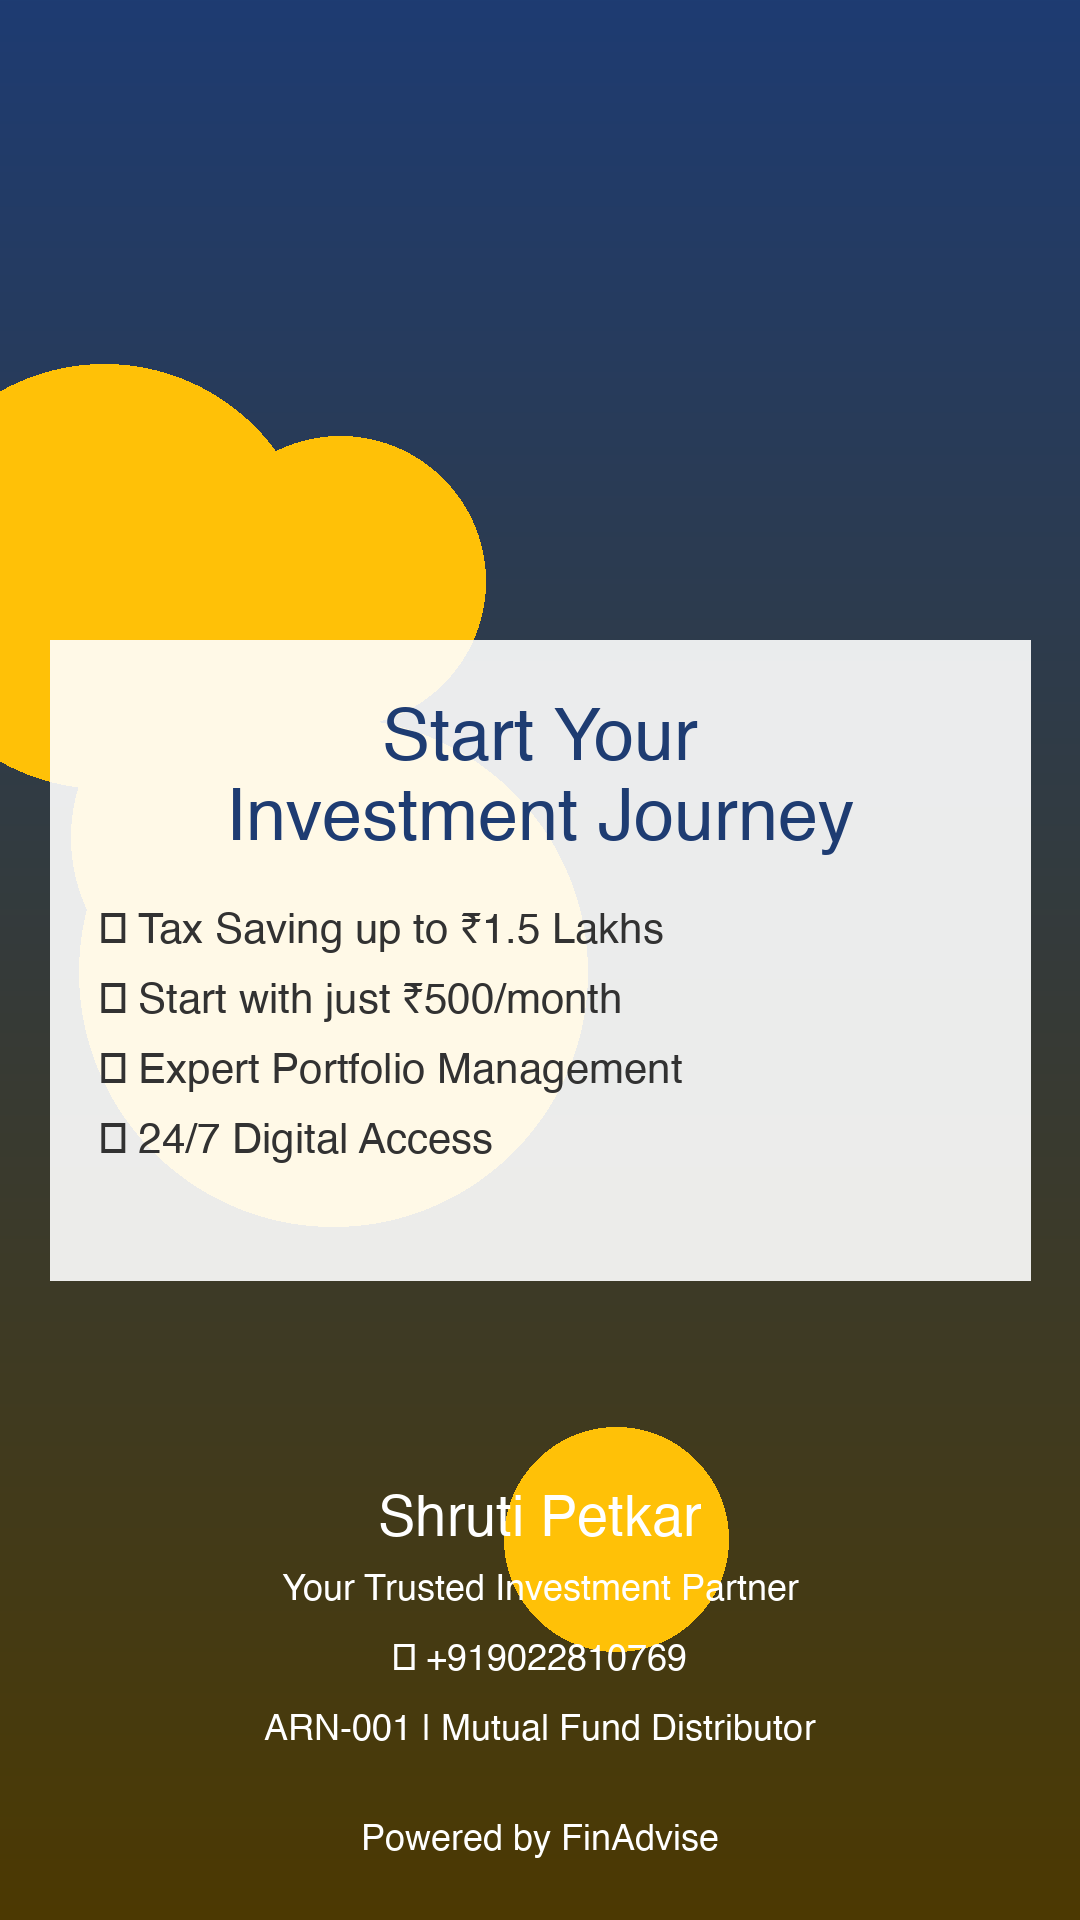 Start Your
Investment Journey
☐ Tax Saving up to ₹1.5 Lakhs
☐ Start with just ₹500/month
☐ Expert Portfolio Management
☐ 24/7 Digital Access
Shruti Petkar
Your Trusted Investment Partner
☐ +919022810769
ARN-001 | Mutual Fund Distributor
Powered by FinAdvise